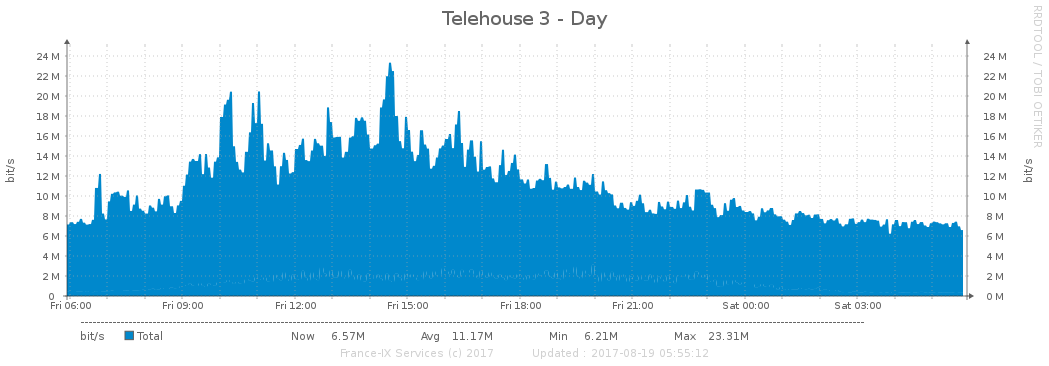 Telehouse 3 - Day
RRDTOOL / TOBI OETIKER
bit/s
24 M 24 M
22 M 22 M
20 M 20 M
18 M 18 M
16 M 16 M
14 M 14 M
12 M 12 M
10 M 10 M
8 M 8 M
6 M 6 M
4 M 4 M
2 M 2 M
0 0 M
bit/s
Fri 06:00 Fri 09:00 Fri 12:00 Fri 15:00 Fri 18:00 Fri 21:00 Sat 00:00 Sat 03:00
bit/s Total Now 6.57M Avg 11.17M Min 6.21M Max 23.31M
France-IX Services (c) 2017 Updated : 2017-08-19 05:55:12